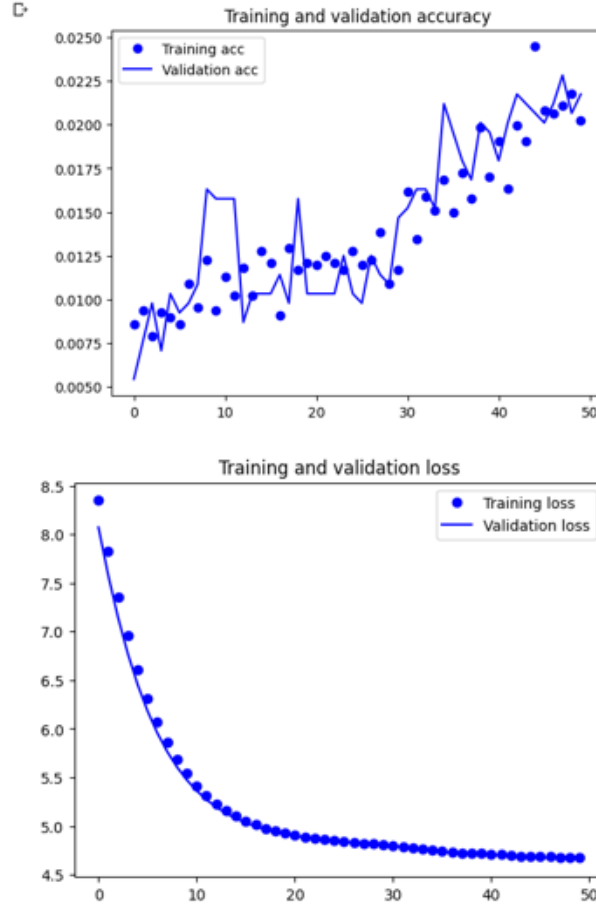 Training and validation accuracy
0.0250
Training acc
Validation acc
0.0225
0.0200
0.0175
0.0150
0.0125
0.0100
0.0075
0.0050
0 10 20 30 40 50
Training and validation loss
8.5
Training loss
Validation loss
8.0
7.5
7.0
6.5
6.0
5.5
5.0
4.5
0 10 20 30 40 50